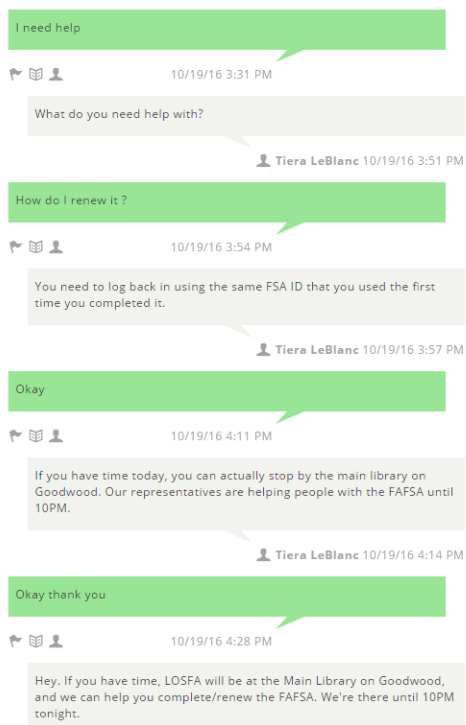 I need help
10/19/16 3:31 PM
What do you need help with?
Tiera LeBlanc 10/19/16 3:51 PM
How do I renew it ?
10/19/16 3:54 PM
You need to log back in using the same FSA ID that you used the first
time you completed it.
Tiera LeBlanc 10/19/16 3:57 PM
Okay
10/19/16 4:11 PM
If you have time today, you can actually stop by the main library on
Goodwood. Our representatives are helping people with the FAFSA until
10PM.
Tiera LeBlanc 10/19/16 4:14 PM
Okay thank you
10/19/16 4:28 PM
Hey. If you have time, LOSFA will be at the Main Library on Goodwood,
and we can help you complete/renew the FAFSA. We're there until 10PM
tonight.